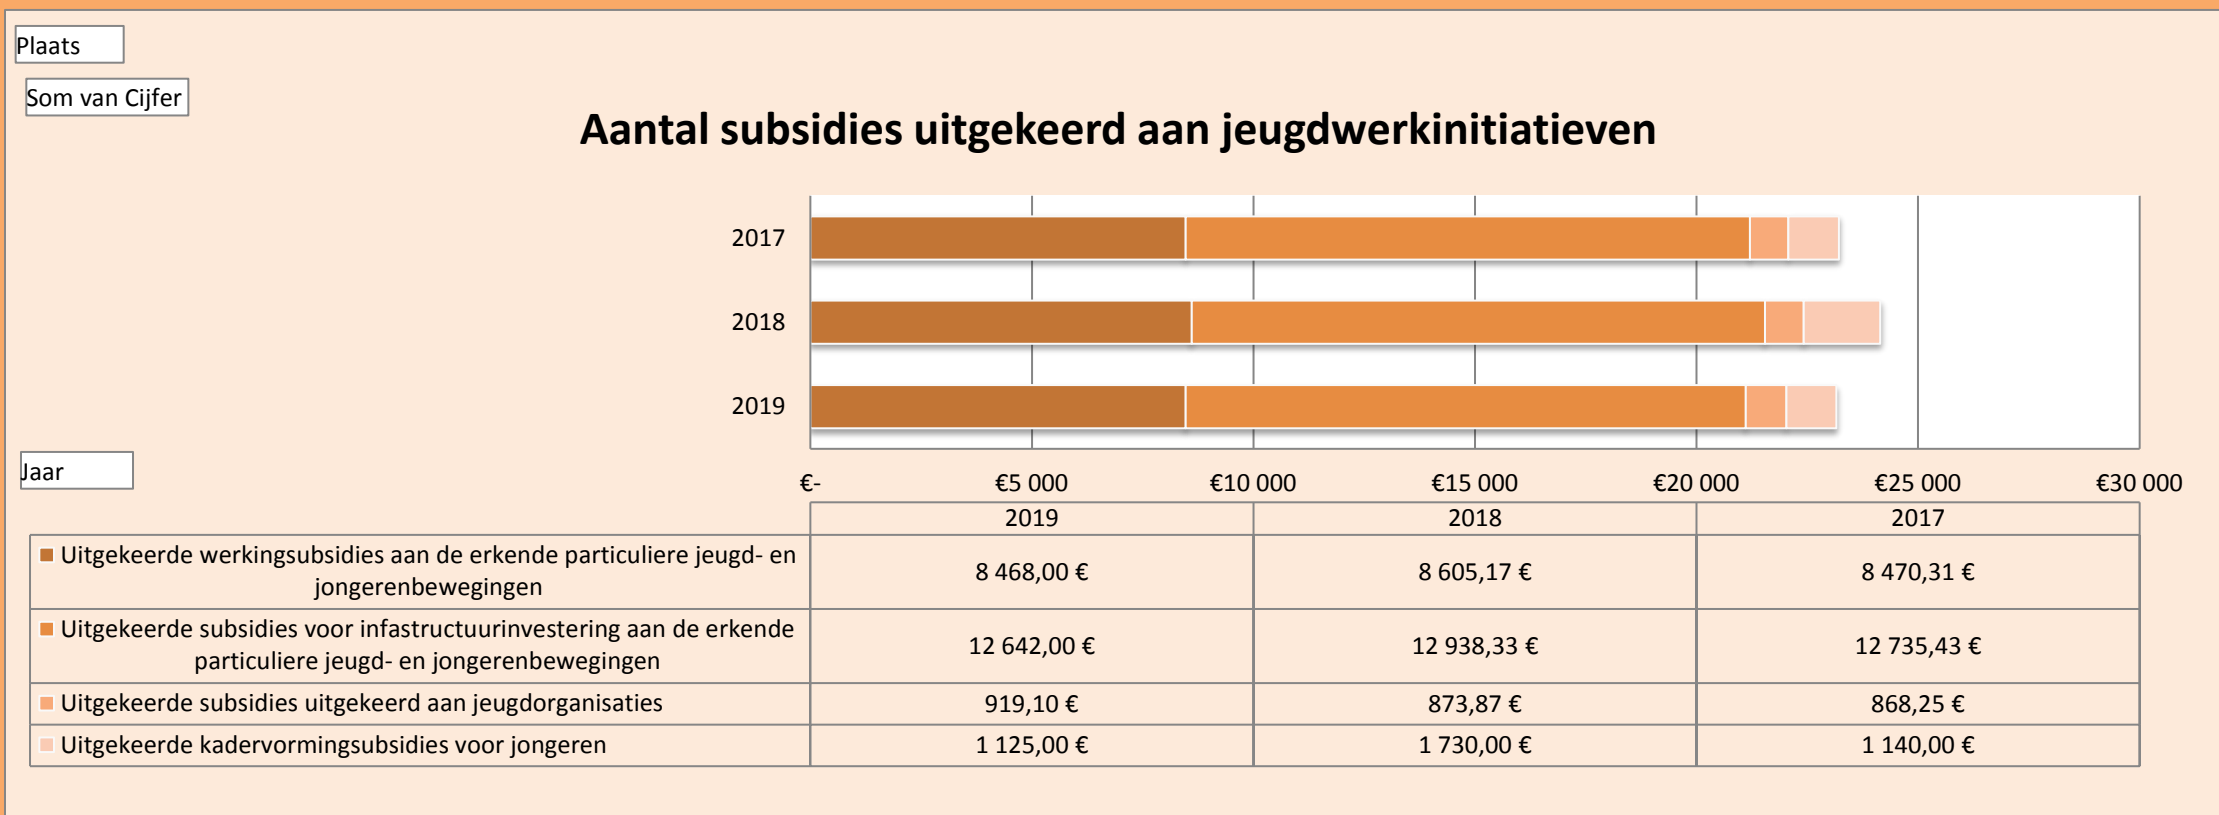 Plaats
Som van Cijfer
Aantal subsidies uitgekeerd aan jeugdwerkinitiatieven
2017
2018
2019
Jaar
€- €5 000 €10 000 €15 000 €20 000 €25 000 €30 000
2019 2018 2017
Uitgekeerde werkingsubsidies aan de erkende particuliere jeugd- en
jongerenbewegingen
8 468,00 € 8 605,17 € 8 470,31 €
Uitgekeerde subsidies voor infastructuurinvestering aan de erkende
particuliere jeugd- en jongerenbewegingen
12 642,00 € 12 938,33 € 12 735,43 €
Uitgekeerde subsidies uitgekeerd aan jeugdorganisaties 919,10 € 873,87 € 868,25 €
Uitgekeerde kadervormingsubsidies voor jongeren 1 125,00 € 1 730,00 € 1 140,00 €